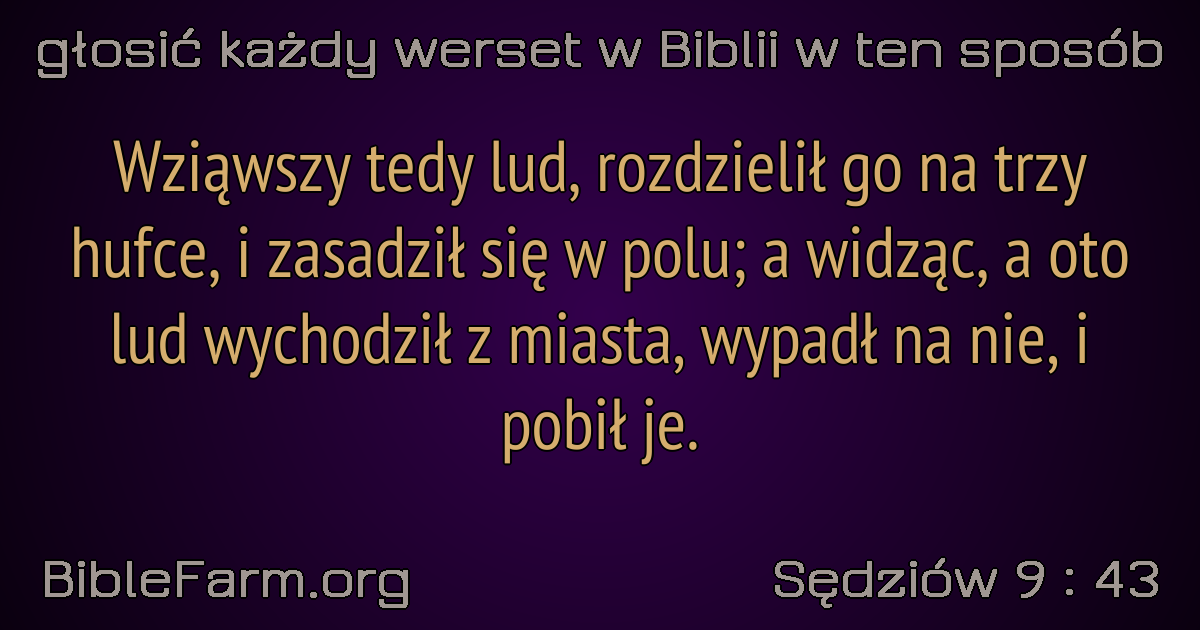 głosić każdy werset w Biblii w ten sposób
Wziąwszy tedy lud, rozdzielił go na trzy
hufce, i zasadził się w polu; a widząc, a oto
lud wychodził z miasta, wypadł na nie, i
pobił je.
BibleFarm.org
Sędziów 9 : 43